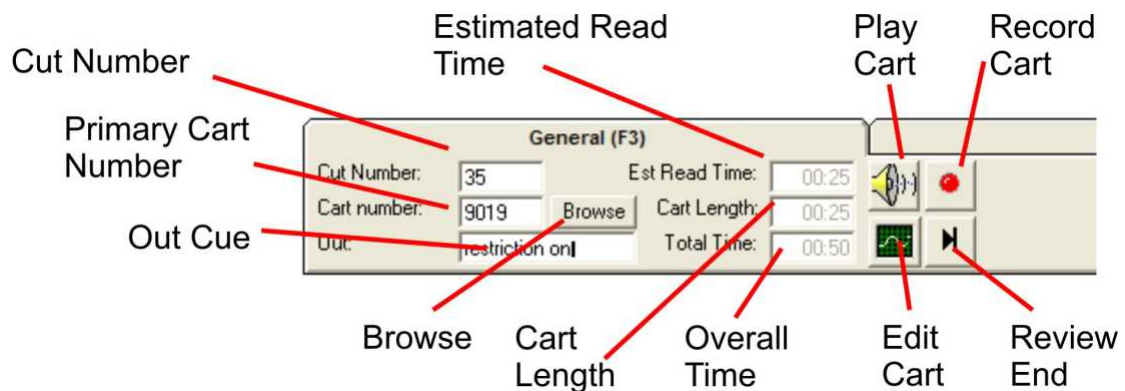 Estimated Read
Time
Play
Cart
Record
Cart
Cut Number
Primary Cart
Number
Out Cue
General (F3)
Cut Number: 35 Est Read Time: 00:25
Cart number: 9019 Browse Cart Length: 00:25
Out: restriction on Total Time: 00:50
Browse
Cart
Length
Overall
Time
Edit
Cart
Review
End